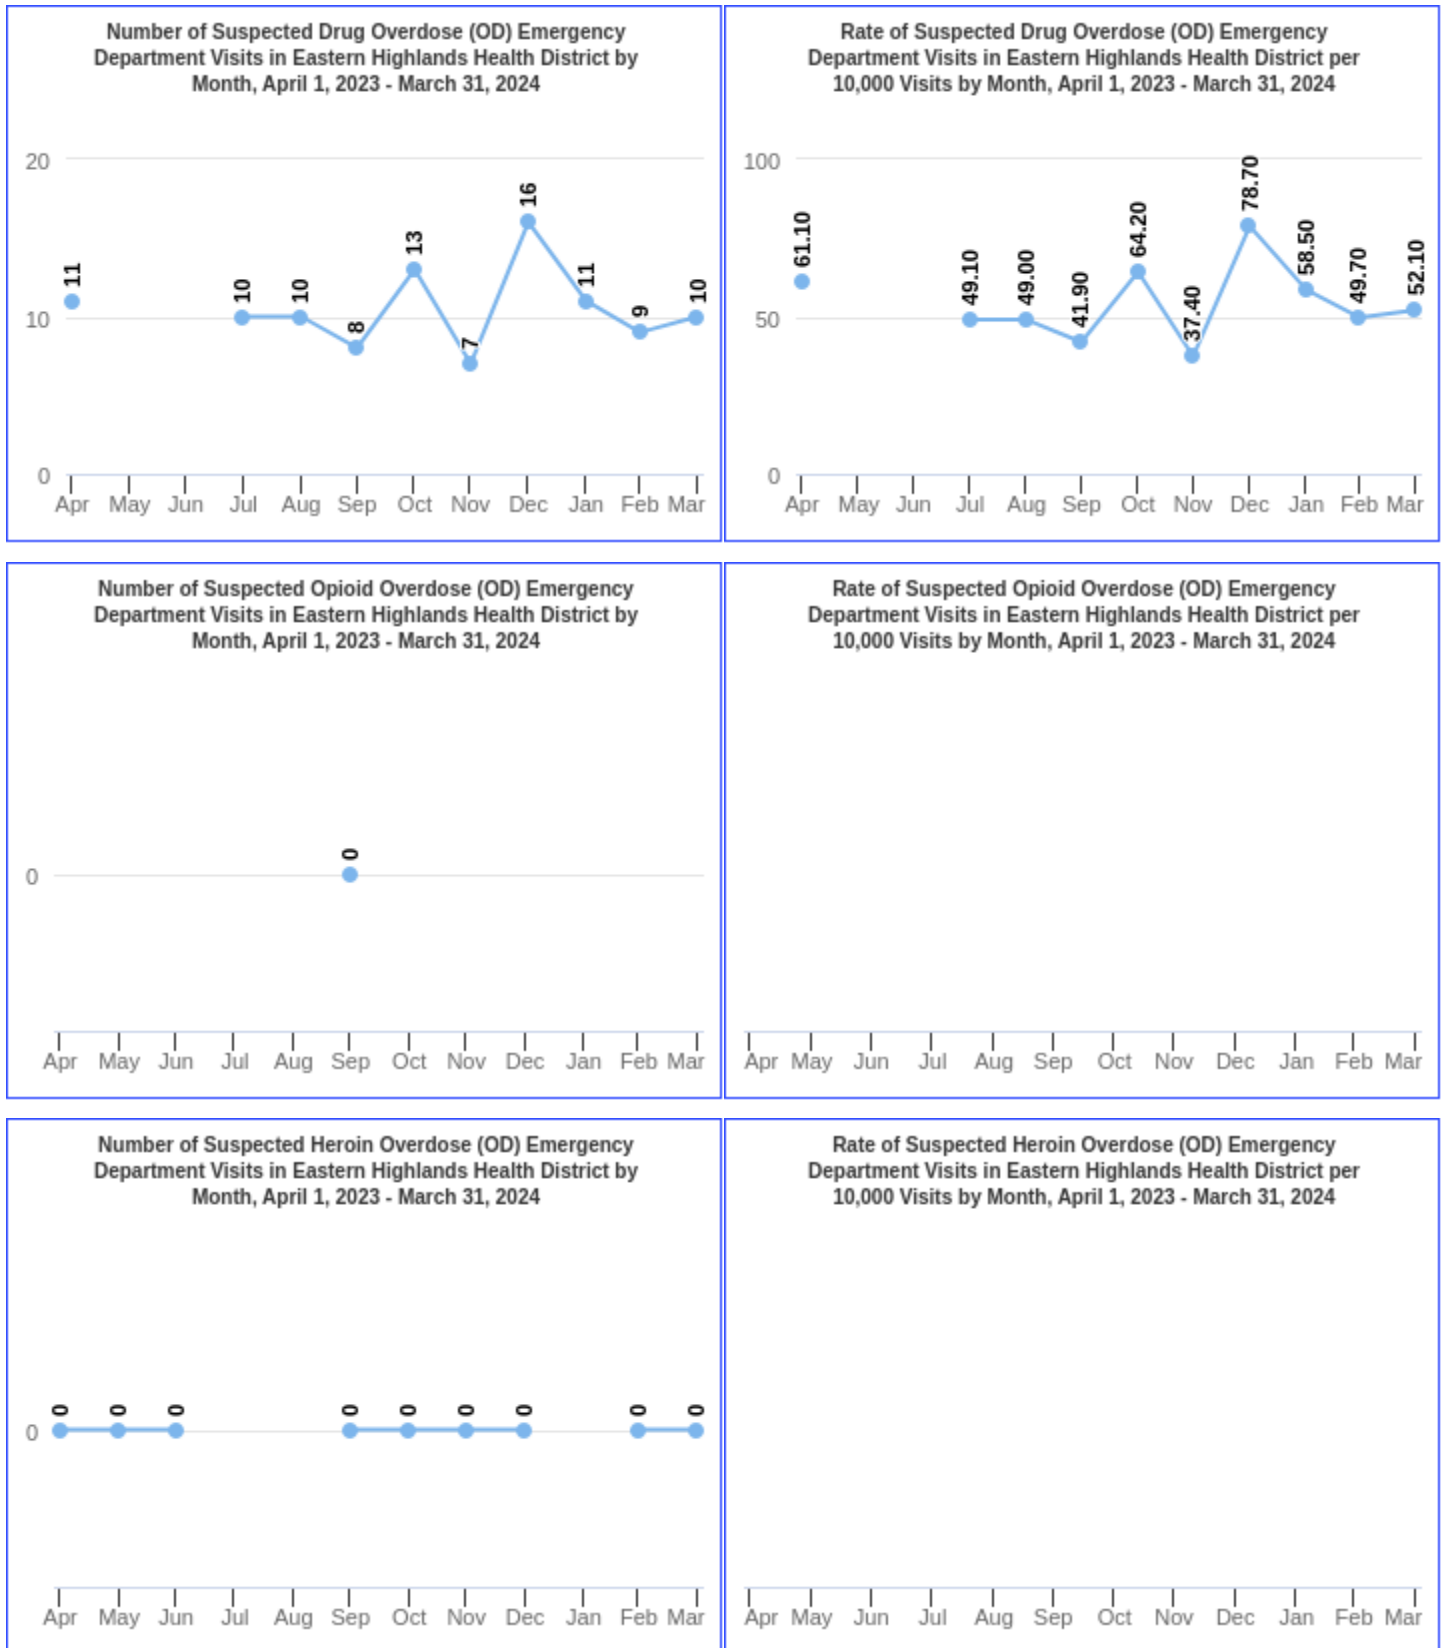 Number of Suspected Drug Overdose (OD) Emergency
Department Visits in Eastern Highlands Health District by
Month, April 1, 2023 - March 31, 2024
20
10
0
11
10
10
8
13
7
16
11
9
10
Apr May Jun Jul Aug Sep Oct Nov Dec Jan Feb Mar
Rate of Suspected Drug Overdose (OD) Emergency
Department Visits in Eastern Highlands Health District per
10,000 Visits by Month, April 1, 2023 - March 31, 2024
100
50
0
61.10
49.10
49.00
41.90
64.20
37.40
78.70
58.50
49.70
52.10
Apr May Jun Jul Aug Sep Oct Nov Dec Jan Feb Mar
Number of Suspected Opioid Overdose (OD) Emergency
Department Visits in Eastern Highlands Health District by
Month, April 1, 2023 - March 31, 2024
0
0
Apr May Jun Jul Aug Sep Oct Nov Dec Jan Feb Mar
Rate of Suspected Opioid Overdose (OD) Emergency
Department Visits in Eastern Highlands Health District per
10,000 Visits by Month, April 1, 2023 - March 31, 2024
Apr May Jun Jul Aug Sep Oct Nov Dec Jan Feb Mar
Number of Suspected Heroin Overdose (OD) Emergency
Department Visits in Eastern Highlands Health District by
Month, April 1, 2023 - March 31, 2024
0
0
0
0
0
0
0
0
0
0
Apr May Jun Jul Aug Sep Oct Nov Dec Jan Feb Mar
Rate of Suspected Heroin Overdose (OD) Emergency
Department Visits in Eastern Highlands Health District per
10,000 Visits by Month, April 1, 2023 - March 31, 2024
Apr May Jun Jul Aug Sep Oct Nov Dec Jan Feb Mar